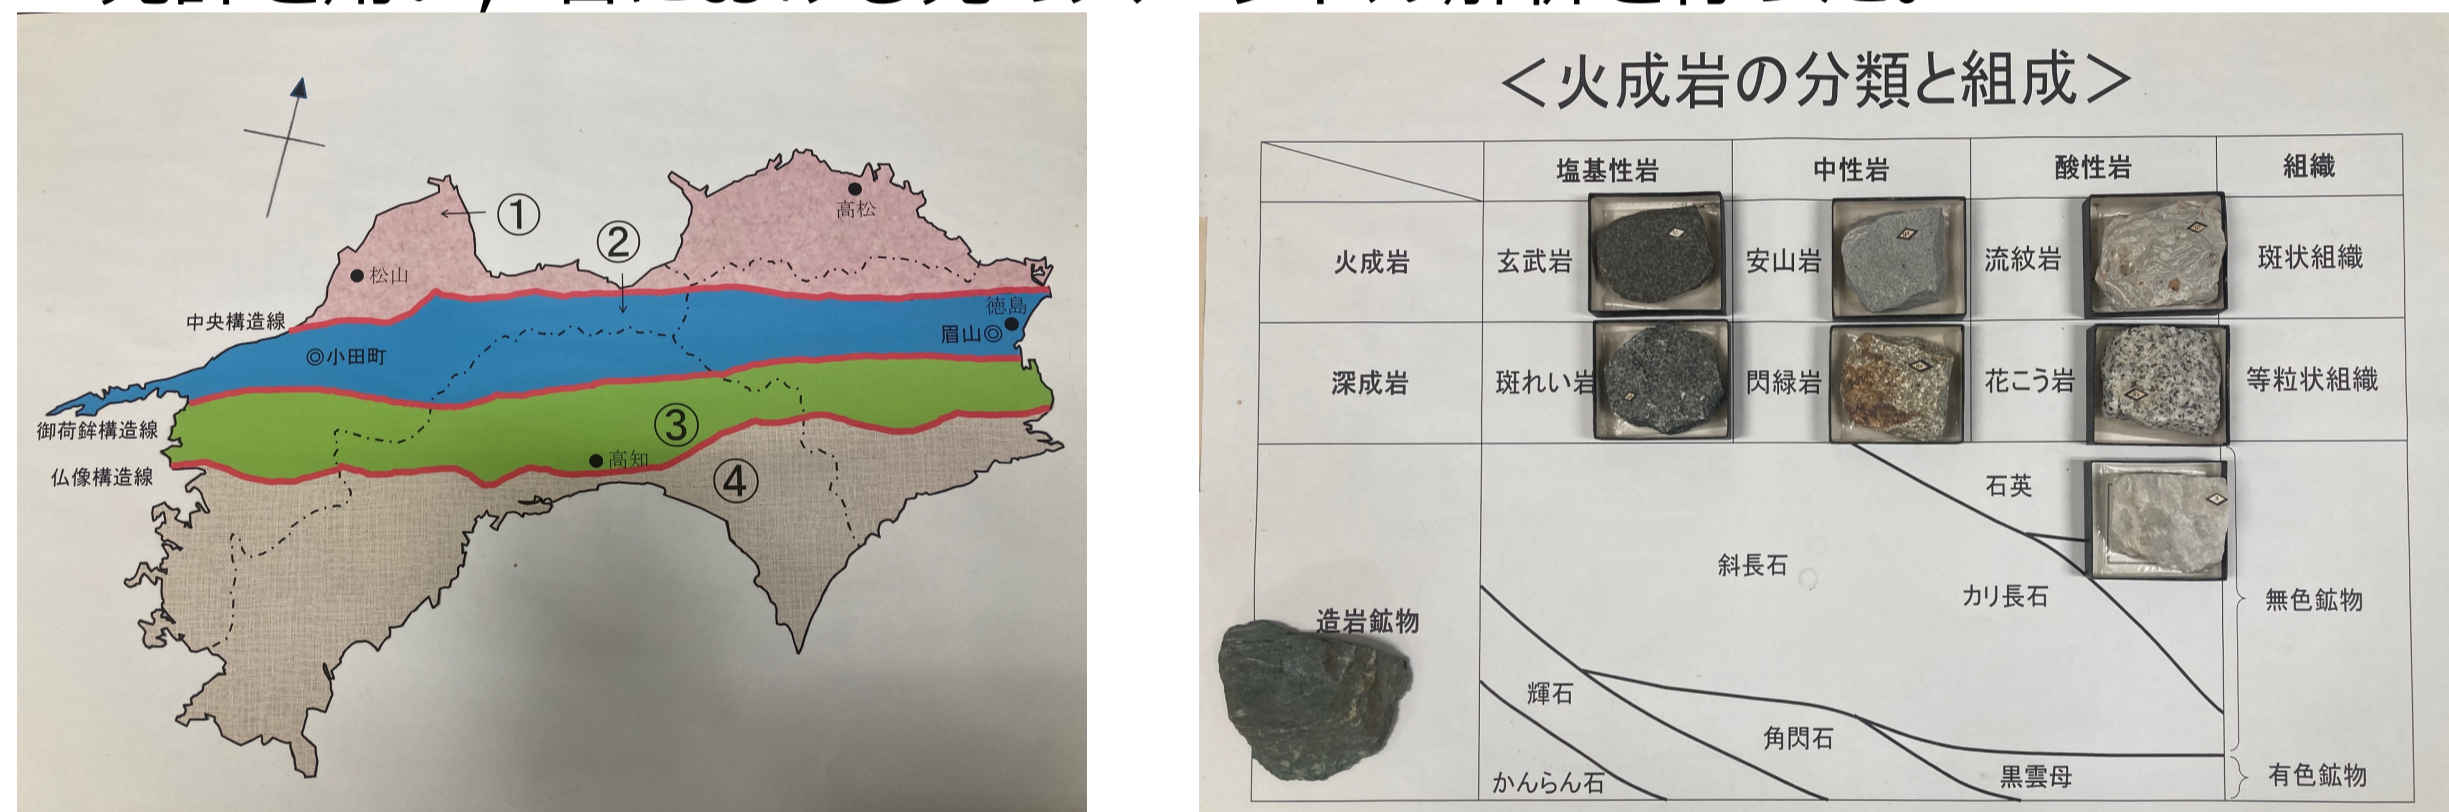 ①
②
高松
松山
中央構造線
徳島
眉山◎
◎小田町
御荷鉾構造線
③
仏像構造線
高知
④
<火成岩の分類と組成>
塩基性岩 中性岩 酸性岩 組織
火成岩 玄武岩 安山岩 流紋岩 斑状組織
深成岩 斑れい岩 閃緑岩 花こう岩 等粒状組織
石英
斜長石
カリ長石
造岩鉱物
無色鉱物
輝石
角閃石
かんらん石
黒雲母
有色鉱物